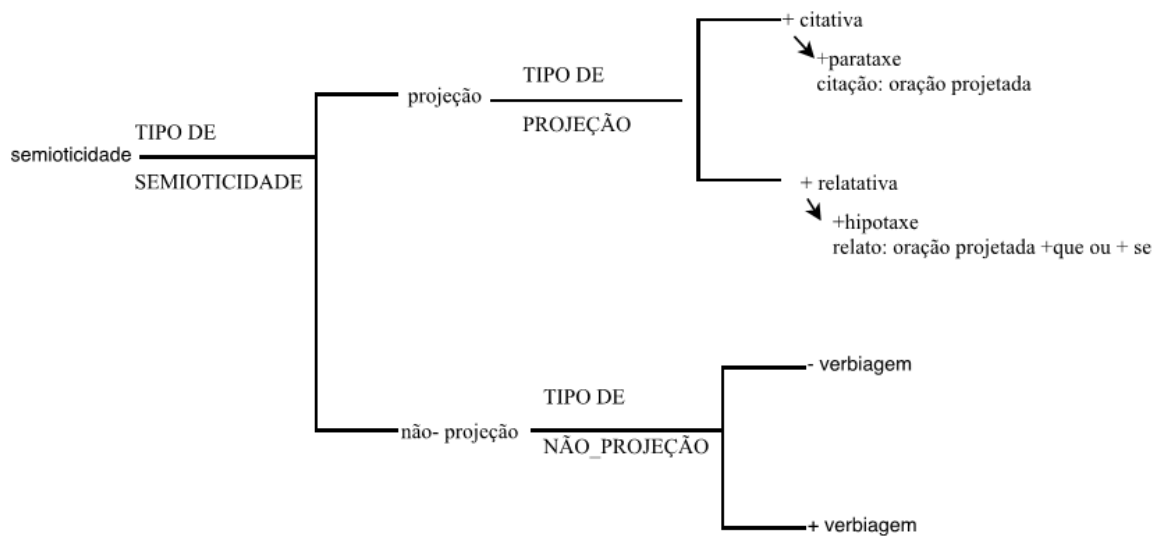 + citativa
+parataxe
citação: oração projetada
TIPO DE
projeção
PROJEÇÃO
TIPO DE
semioticidade
SEMIOTICIDADE
+ relatativa
+hipotaxe
relato: oração projetada +que ou + se
- verbiagem
TIPO DE
não- projeção
NÃO_PROJEÇÃO
+ verbiagem